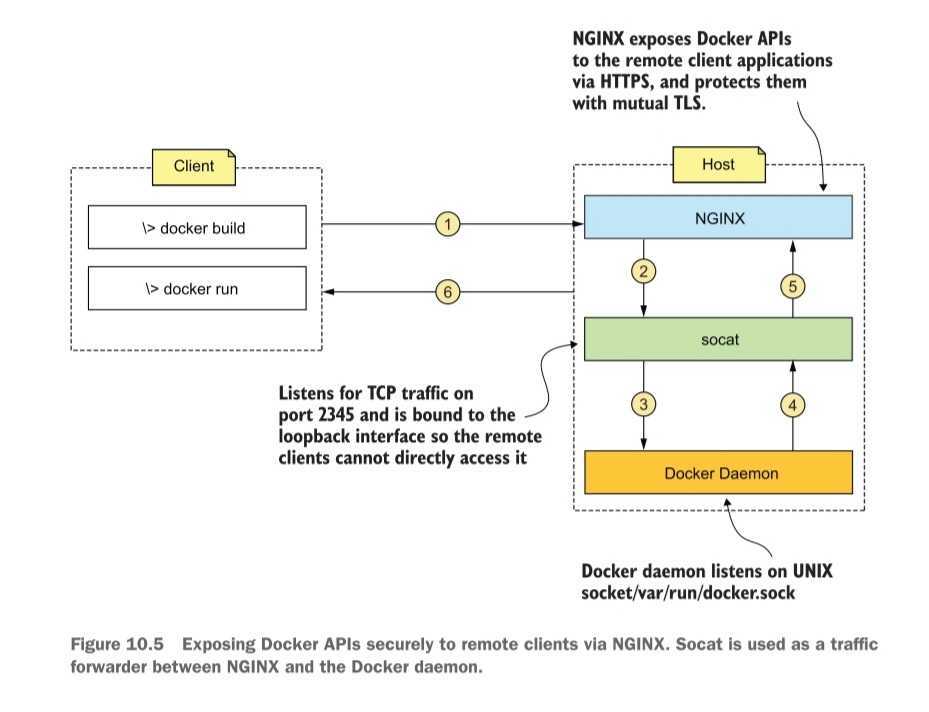 NGINX exposes Docker APIs
to the remote client applications
via HTTPS, and protects them
with mutual TLS.
Client
Host
\> docker build
1
NGINX
\> docker run
6
2
5
socat
Listens for TCP traffic on
port 2345 and is bound to the
loopback interface so the remote
clients cannot directly access it
3
4
Docker Daemon
Docker daemon listens on UNIX
socket/var/run/docker.sock
Figure 10.5 Exposing Docker APIs securely to remote clients via NGINX. Socat is used as a traffic
forwarder between NGINX and the Docker daemon.